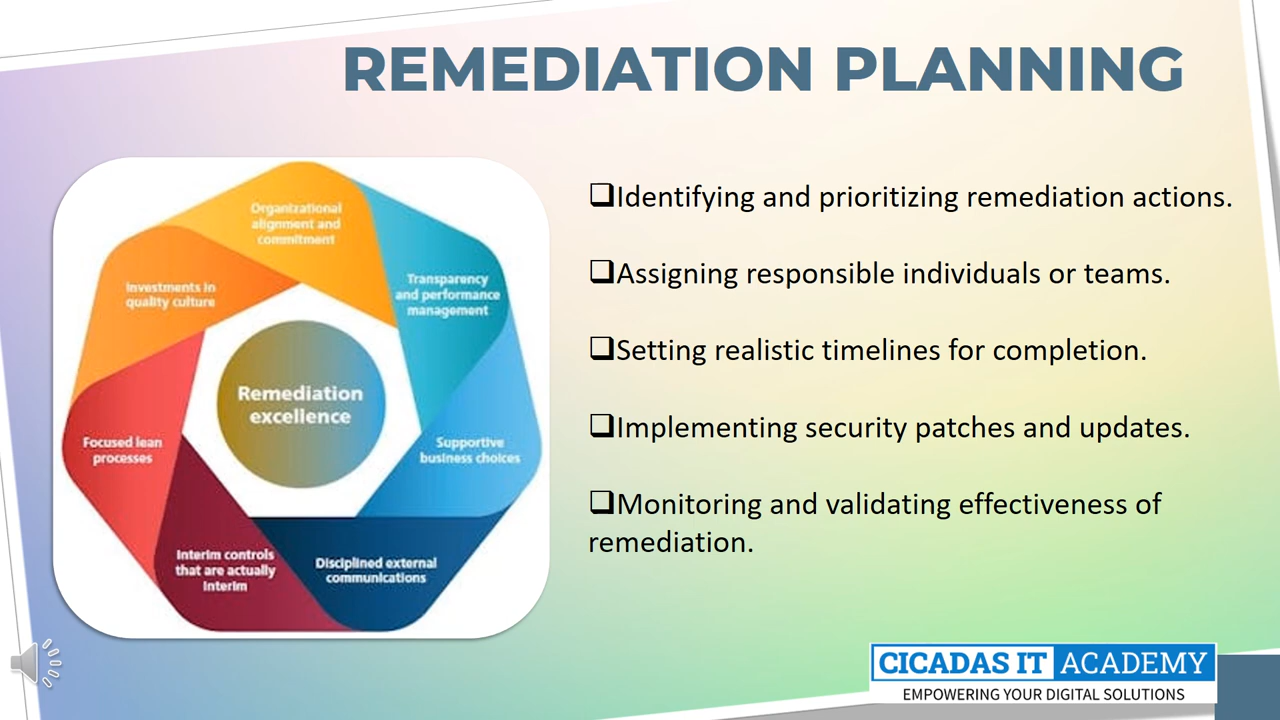 REMEDIATION PLANNING
Organizational
alignment and
commitment
Transparency
and performance
management
Investments in
quality culture
Remediation
excellence
Focused lean
processes
Supportive
business choices
Interim controls
that are actually
interim
Disciplined external
communications
❑Identifying and prioritizing remediation actions.
❑Assigning responsible individuals or teams.
❑Setting realistic timelines for completion.
❑Implementing security patches and updates.
❑Monitoring and validating effectiveness of
remediation.
CICADAS IT ACADEMY
EMPOWERING YOUR DIGITAL SOLUTIONS